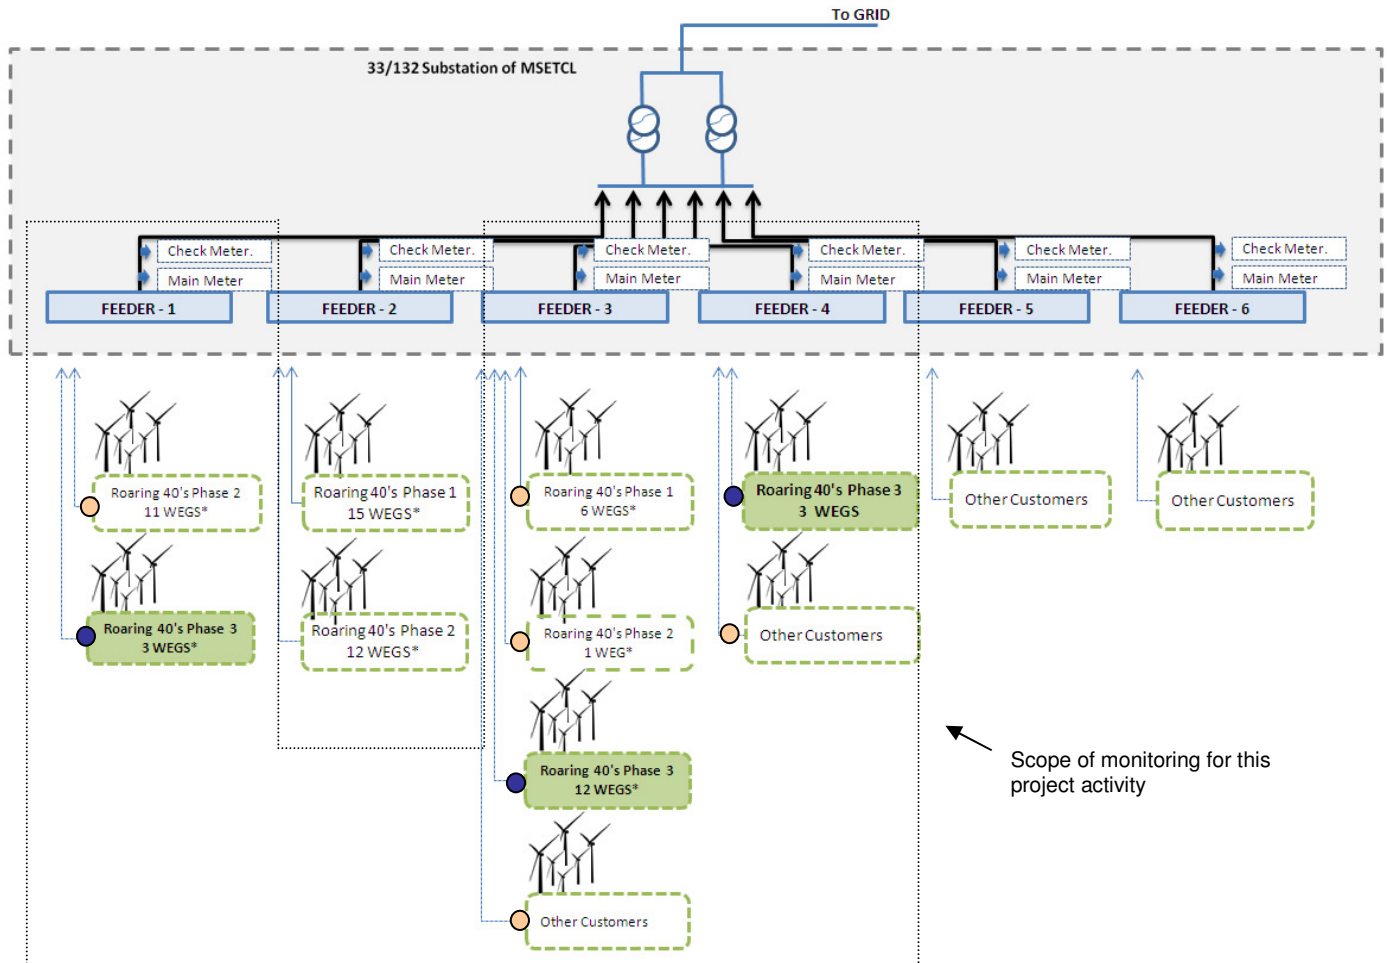 To GRID
33/132 Substation of MSETCL
Check Meter.
Main Meter
FEEDER - 1
Check Meter.
Main Meter
FEEDER - 2
Check Meter.
Main Meter
FEEDER - 3
Check Meter.
Main Meter
FEEDER - 4
Check Meter.
Main Meter
FEEDER - 5
Check Meter.
Main Meter
FEEDER - 6
Roaring 40's Phase 2
11 WEGS*
Roaring 40's Phase 3
3 WEGS*
Roaring 40's Phase 1
15 WEGS*
Roaring 40's Phase 2
12 WEGS*
Roaring 40's Phase 1
6 WEGS*
Roaring 40's Phase 2
1 WEG*
Roaring 40's Phase 3
12 WEGS*
Other Customers
Roaring 40's Phase 3
3 WEGS
Other Customers
Other Customers
Other Customers
Scope of monitoring for this
project activity